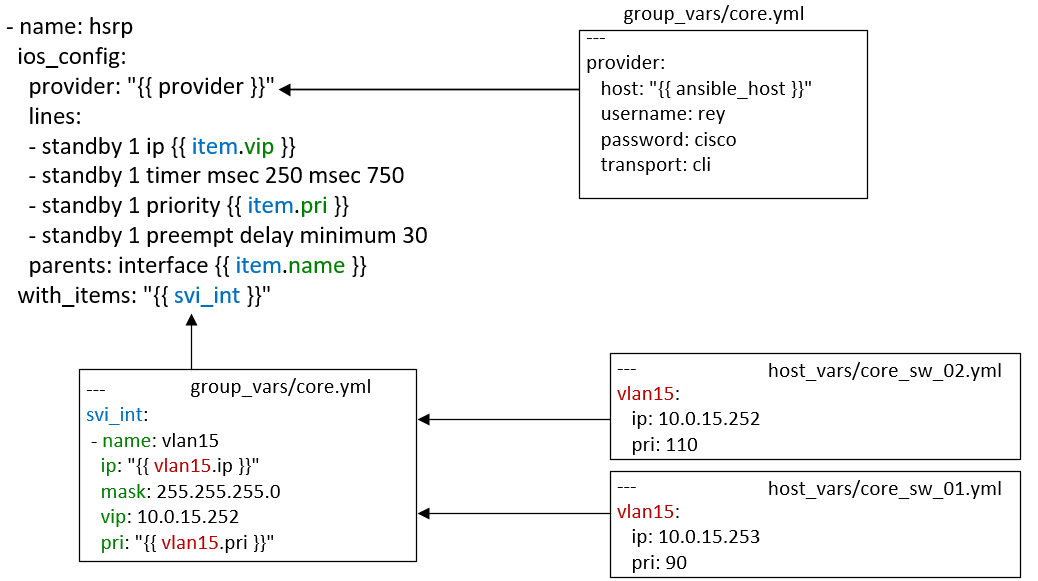 - name: hsrp
ios_config:
provider: "{{ provider }}"
lines:
- standby 1 ip {{ item.vip }}
- standby 1 timer msec 250 msec 750
- standby 1 priority {{ item.pri }}
- standby 1 preempt delay minimum 30
parents: interface {{ item.name }}
with_items: "{{ svi_int }}"
group_vars/core.yml
---
provider:
host: "{{ ansible_host }}"
username: rey
password: cisco
transport: cli
--- group_vars/core.yml
svi_int:
- name: vlan15
ip: "{{ vlan15.ip }}"
mask: 255.255.255.0
vip: 10.0.15.252
pri: "{{ vlan15.pri }}"
--- host_vars/core_sw_02.yml
vlan15:
ip: 10.0.15.252
pri: 110
--- host_vars/core_sw_01.yml
vlan15:
ip: 10.0.15.253
pri: 90